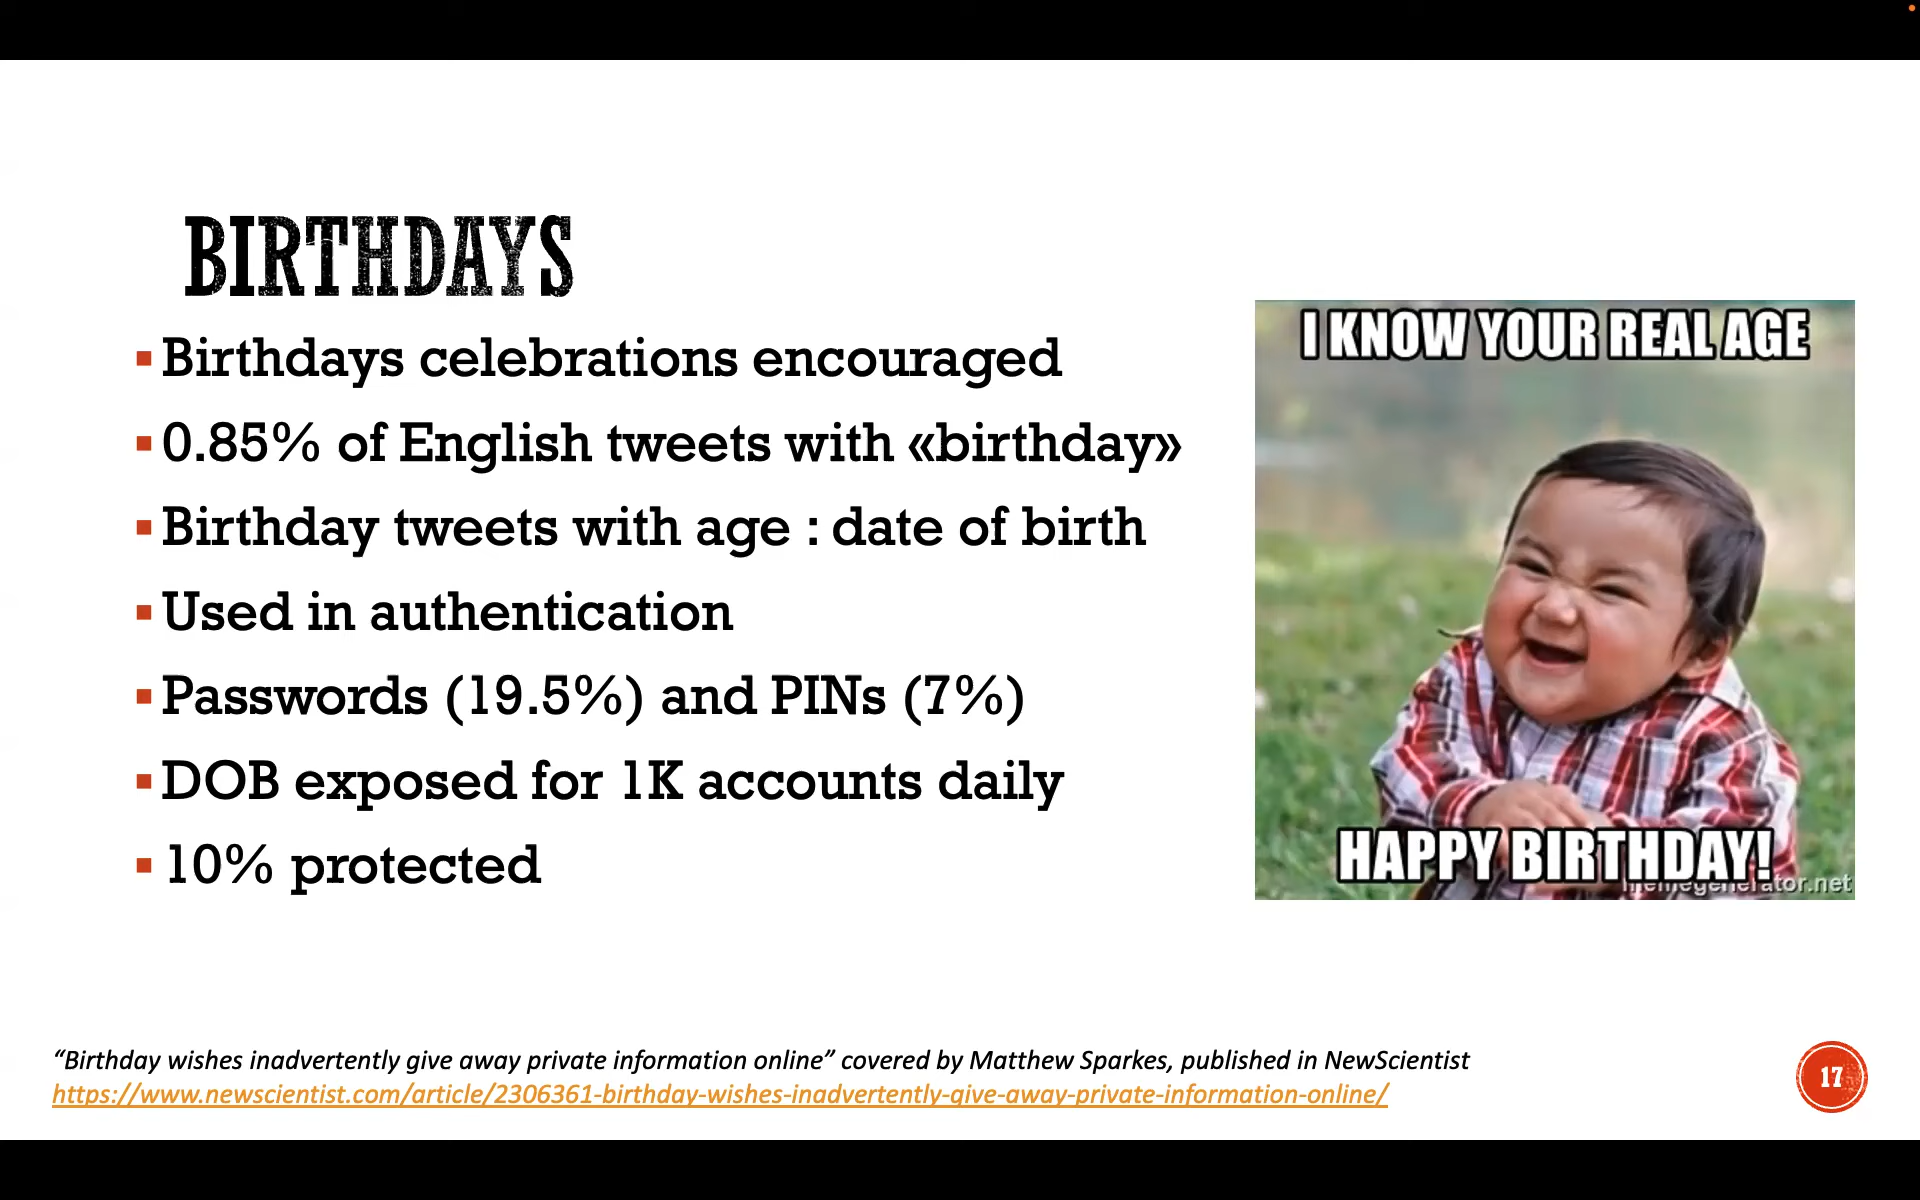 BIRTHDAYS
Birthdays celebrations encouraged
0.85% of English tweets with «birthday»
Birthday tweets with age : date of birth
Used in authentication
Passwords (19.5%) and PINs (7%)
DOB exposed for 1K accounts daily
10% protected
I KNOW YOUR REAL AGE
HAPPY BIRTHDAY!
memegenerator.net
“Birthday wishes inadvertently give away private information online” covered by Matthew Sparkes, published in NewScientist
https://www.newscientist.com/article/2306361-birthday-wishes-inadvertently-give-away-private-information-online/
17